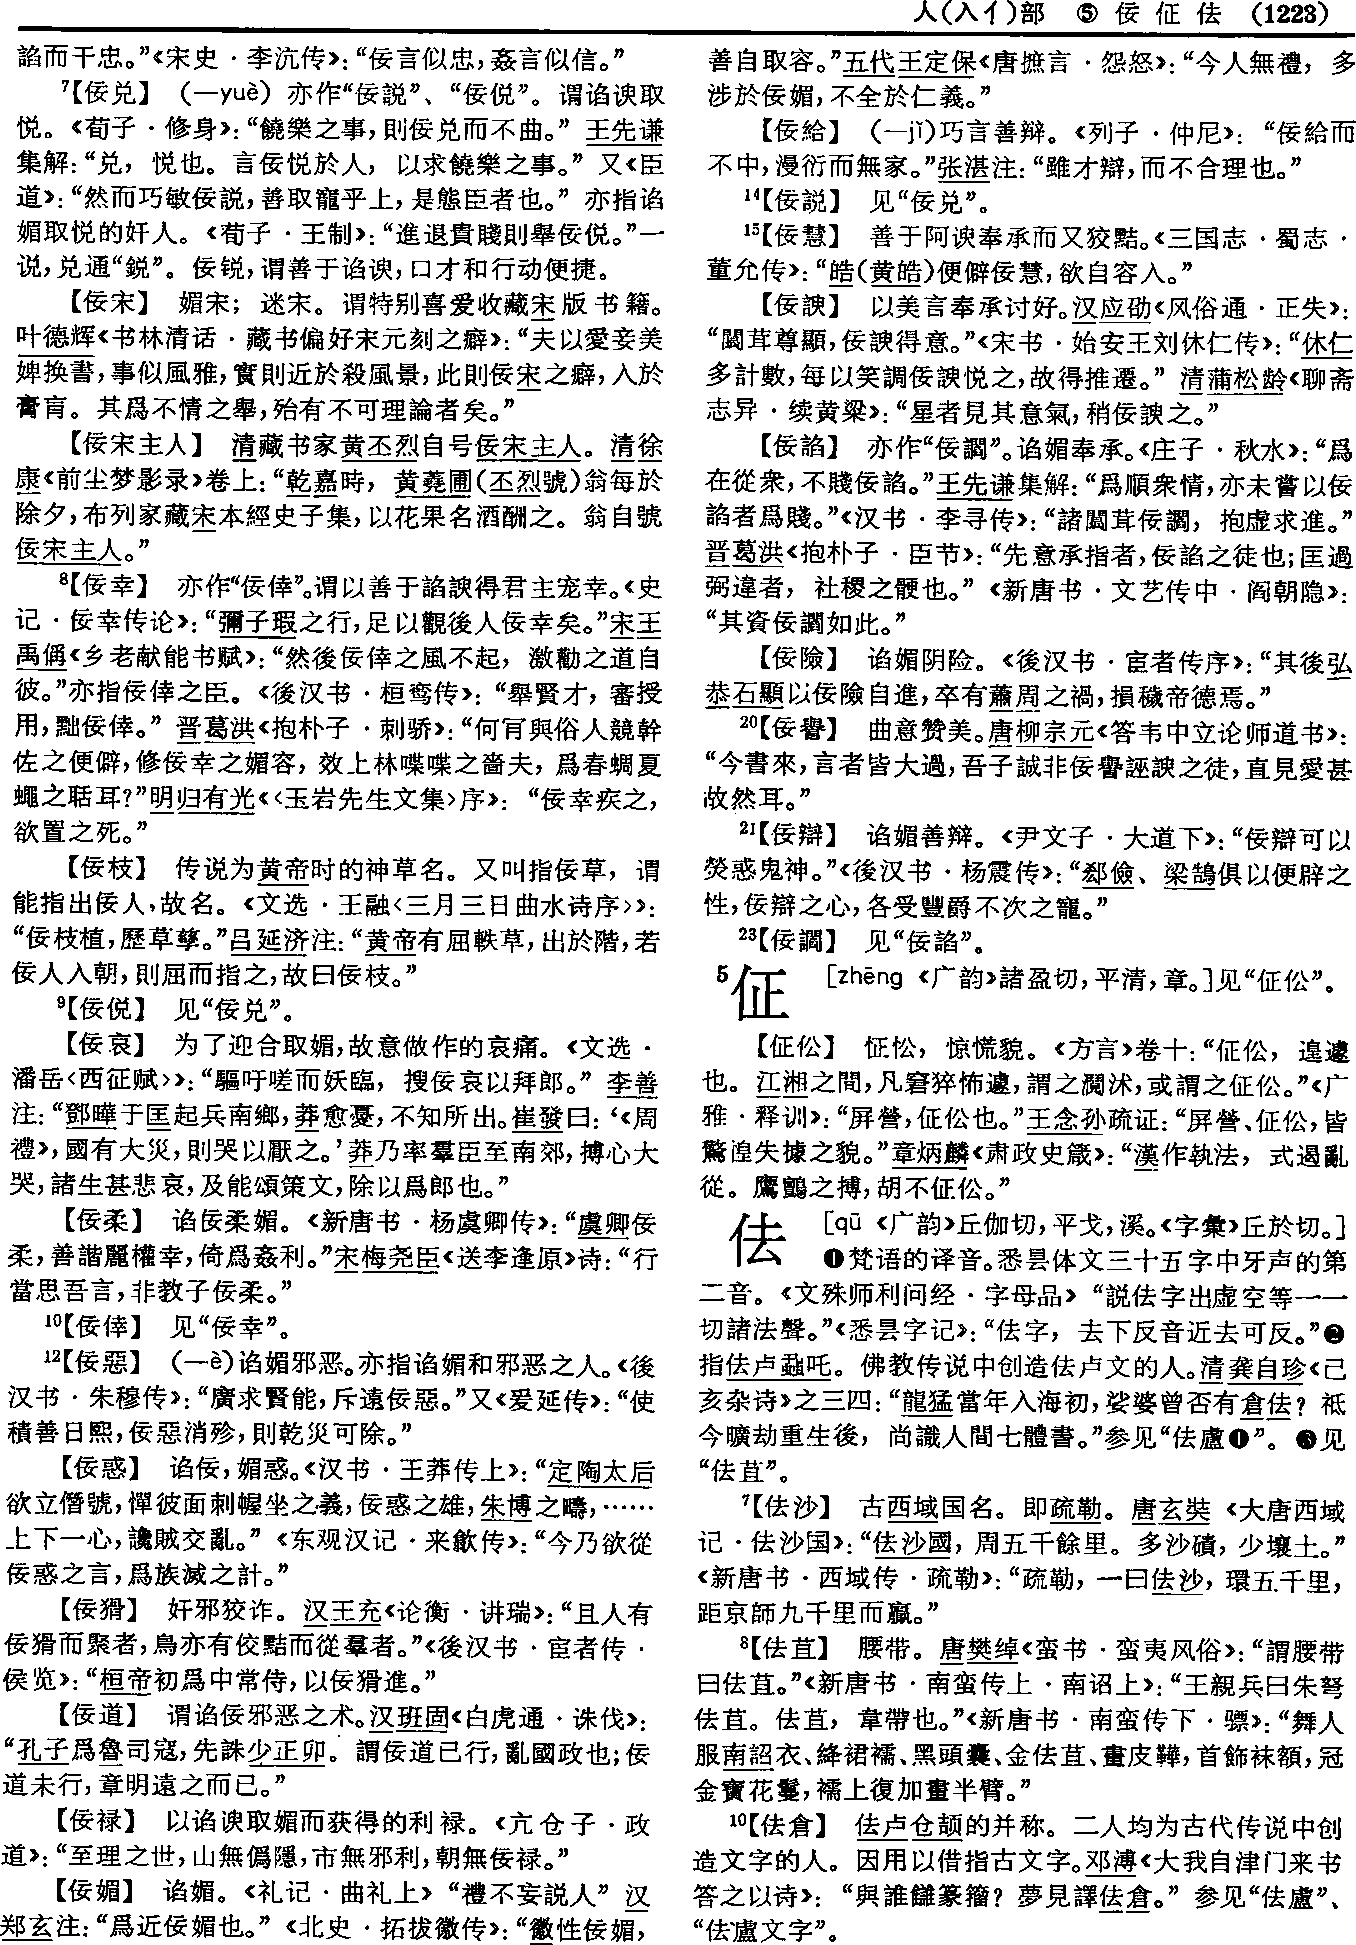 人(入亻)部 ⑤ 佞 佂 佉 (1223)
諂而干忠。”《宋史·李沆传》：“佞言似忠，姦言似信。”
⁷【佞兑】 （—yuè）亦作“佞説”、“佞侻”。谓谄谀取
悦。《荀子·修身》：“饒樂之事，則佞兑而不曲。”王先谦
集解：“兑，悦也。言佞悦於人，以求饒樂之事。”又《臣
道》：“然而巧敏佞説，善取寵乎上，是態臣者也。”亦指谄
媚取悦的奸人。《荀子·王制》：“進退貴賤則舉佞侻。”一
说，兑通“鋭”。佞锐，谓善于谄谀，口才和行动便捷。
【佞宋】 媚宋；迷宋。谓特别喜爱收藏宋版书籍。
叶德辉《书林清话·藏书偏好宋元刻之癖》：“夫以愛妾美
婢换書，事似風雅，實則近於殺風景，此則佞宋之癖，入於
膏肓。其爲不情之舉，殆有不可理論者矣。”
【佞宋主人】 清藏书家黄丕烈自号佞宋主人。清徐
康《前尘梦影录》卷上：“乾嘉時，黄蕘圃(丕烈號)翁每於
除夕，布列家藏宋本經史子集，以花果名酒酬之。翁自號
佞宋主人。”
⁸【佞幸】 亦作“佞倖”。谓以善于諂諛得君主宠幸。《史
记·佞幸传论》：“彌子瑕之行，足以觀後人佞幸矣。”宋王
禹偁《乡老献能书赋》：“然後佞倖之風不起，激勸之道自
彼。”亦指佞倖之臣。《後汉书·桓鸾传》：“舉賢才，審授
用，黜佞倖。”晋葛洪《抱朴子·刺骄》：“何肎與俗人競幹
佐之便僻，修佞幸之媚容，效上林喋喋之嗇夫，爲春蜩夏
蠅之聒耳？”明归有光《〈玉岩先生文集〉序》：“佞幸疾之，
欲置之死。”
【佞枝】 传说为黄帝时的神草名。又叫指佞草，谓
能指出佞人，故名。《文选·王融〈三月三日曲水诗序〉》：
“佞枝植，歷草孳。”吕延济注：“黄帝有屈軼草，出於階，若
佞人入朝，則屈而指之，故曰佞枝。”
⁹【佞侻】 见“佞兑”。
【佞哀】 为了迎合取媚，故意做作的哀痛。《文选·
潘岳〈西征赋〉》：“驅吁嗟而妖臨，搜佞哀以拜郎。”李善
注：“鄧曄于匡起兵南鄉，莽愈憂，不知所出。崔發曰：‘《周
禮》，國有大災，則哭以厭之。’莽乃率羣臣至南郊，搏心大
哭，諸生甚悲哀，及能頌策文，除以爲郎也。”
【佞柔】 谄佞柔媚。《新唐书·杨虞卿传》：“虞卿佞
柔，善諧麗權幸，倚爲姦利。”宋梅尧臣《送李逢原》诗：“行
當思吾言，非教子佞柔。”
¹⁰【佞倖】 见“佞幸”。
¹²【佞惡】 （—è）谄媚邪恶。亦指谄媚和邪恶之人。《後
汉书·朱穆传》：“廣求賢能，斥遠佞惡。”又《爰延传》：“使
積善日熙，佞惡消殄，則乾災可除。”
【佞惑】 谄佞，媚惑。《汉书·王莽传上》：“定陶太后
欲立僭號，憚彼面刺幄坐之義，佞惑之雄，朱博之疇，……
上下一心，讒賊交亂。”《东观汉记·来歙传》：“今乃欲從
佞惑之言，爲族滅之計。”
【佞猾】 奸邪狡诈。汉王充《论衡·讲瑞》：“且人有
佞猾而聚者，鳥亦有佼黠而從羣者。”《後汉书·宦者传·
侯览》：“桓帝初爲中常侍，以佞猾進。”
【佞道】 谓谄佞邪恶之术。汉班固《白虎通·诛伐》：
“孔子爲魯司寇，先誅少正卯。謂佞道已行，亂國政也；佞
道未行，章明遠之而已。”
【佞禄】 以谄谀取媚而获得的利禄。《亢仓子·政
道》：“至理之世，山無僞隱，市無邪利，朝無佞禄。”
【佞媚】 谄媚。《礼记·曲礼上》“禮不妄説人”汉
郑玄注：“爲近佞媚也。”《北史·拓拔徽传》：“徽性佞媚，
善自取容。”五代王定保《唐摭言·怨怒》：“今人無禮，多
涉於佞媚，不全於仁義。”
【佞給】 （—jǐ）巧言善辩。《列子·仲尼》：“佞給而
不中，漫衍而無家。”张湛注：“雖才辯，而不合理也。”
¹⁴【佞説】 见“佞兑”。
¹⁵【佞慧】 善于阿谀奉承而又狡黠。《三国志·蜀志·
董允传》：“皓(黄皓)便僻佞慧，欲自容入。”
【佞諛】 以美言奉承讨好。汉应劭《风俗通·正失》：
“闒茸尊顯，佞諛得意。”《宋书·始安王刘休仁传》：“休仁
多計數，每以笑調佞諛悦之，故得推遷。”清蒲松龄《聊斋
志异·续黄粱》：“星者見其意氣，稍佞諛之。”
【佞諂】 亦作“佞讇”。谄媚奉承。《庄子·秋水》：“爲
在從衆，不賤佞諂。”王先谦集解：“爲順衆情，亦未嘗以佞
諂者爲賤。”《汉书·李寻传》：“諸闒茸佞讇，抱虚求進。”
晋葛洪《抱朴子·臣节》：“先意承指者，佞諂之徒也；匡過
弼違者，社稷之骾也。”《新唐书·文艺传中·阎朝隐》：
“其資佞讇如此。”
【佞險】 谄媚阴险。《後汉书·宦者传序》：“其後弘
恭石顯以佞險自進，卒有蕭周之禍，損穢帝德焉。”
²⁰【佞譽】 曲意赞美。唐柳宗元《答韦中立论师道书》：
“今書來，言者皆大過，吾子誠非佞譽誣諛之徒，直見愛甚
故然耳。”
²¹【佞辯】 谄媚善辩。《尹文子·大道下》：“佞辯可以
熒惑鬼神。”《後汉书·杨震传》：“郄儉、梁鵠俱以便辟之
性，佞辯之心，各受豐爵不次之寵。”
²³【佞讇】 见“佞諂”。
⁵佂 ［zhēng《广韵》諸盈切，平清，章。］见“佂伀”。
【佂伀】 怔忪，惊慌貌。《方言》卷十：“佂伀，遑遽
也。江湘之間，凡窘猝怖遽，謂之㵍沭，或謂之佂伀。”《广
雅·释训》：“屏營，佂伀也。”王念孙疏证：“屏營、佂伀，皆
驚遑失據之貌。”章炳麟《肃政史箴》：“漢作執法，式遏亂
從。鷹鸇之搏，胡不佂伀。”
佉 ［qū《广韵》丘伽切，平戈，溪。《字彙》丘於切。］
❶梵语的译音。悉昙体文三十五字中牙声的第
二音。《文殊师利问经·字母品》“説佉字出虚空等一一
切諸法聲。”《悉昙字记》：“佉字，去下反音近去可反。”❷
指佉卢蝨吒。佛教传说中创造佉卢文的人。清龚自珍《己
亥杂诗》之三四：“龍猛當年入海初，娑婆曾否有倉佉？祗
今曠劫重生後，尚識人間七體書。”参见“佉盧❶”。❸见
“佉苴”。
⁷【佉沙】 古西域国名。即疏勒。唐玄奘《大唐西域
记·佉沙国》：“佉沙國，周五千餘里。多沙磧，少壤土。”
《新唐书·西域传·疏勒》：“疏勒，一曰佉沙，環五千里，
距京師九千里而羸。”
⁸【佉苴】 腰带。唐樊绰《蛮书·蛮夷风俗》：“謂腰带
曰佉苴。”《新唐书·南蛮传上·南诏上》：“王親兵曰朱弩
佉苴。佉苴，韋帶也。”《新唐书·南蛮传下·骠》：“舞人
服南詔衣、絳裙襦、黑頭囊、金佉苴、畫皮鞾，首飾袜額，冠
金寶花鬘，襦上復加畫半臂。”
¹⁰【佉倉】 佉卢仓颉的并称。二人均为古代传说中创
造文字的人。因用以借指古文字。邓溥《大我自津门来书
答之以诗》：“與誰讎篆籀？夢見譯佉倉。”参见“佉盧”、
“佉盧文字”。